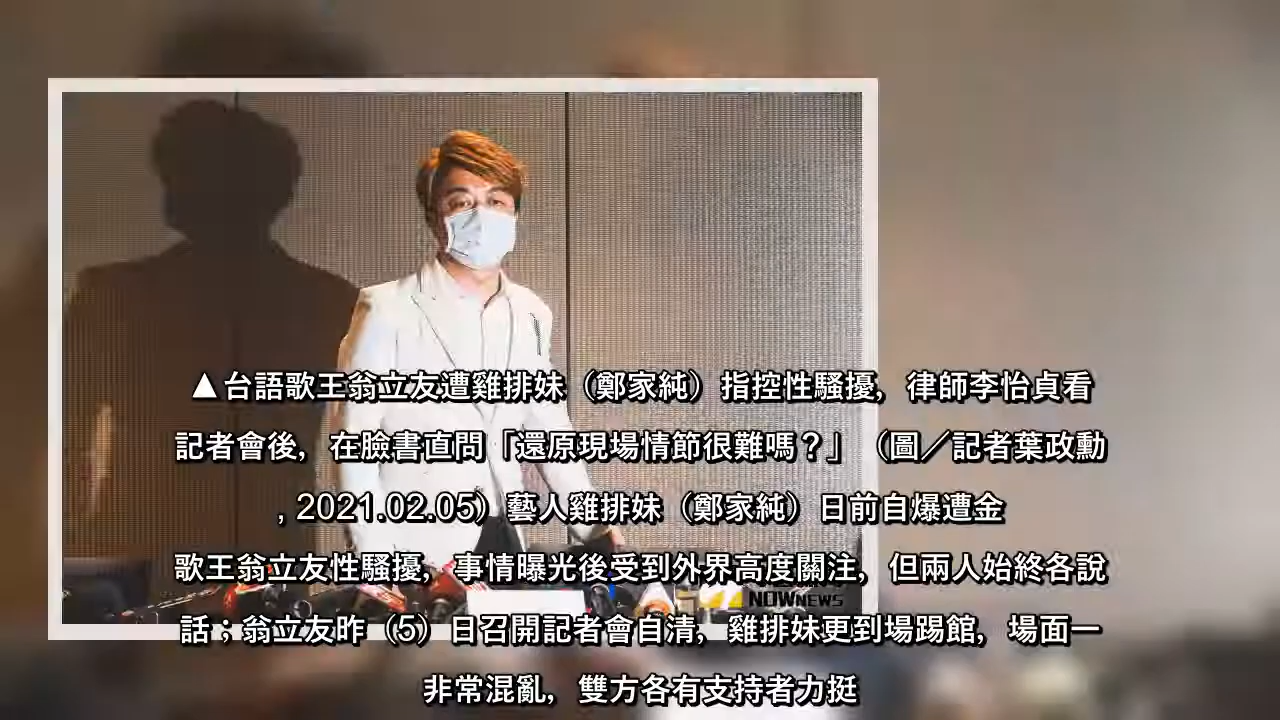 ▲台語歌王翁立友遭雞排妹（鄭家純）指控性騷擾，律師李怡貞看
記者會後，在臉書直問「還原現場情節很難嗎？」（圖／記者葉政勳
, 2021.02.05）藝人雞排妹（鄭家純）日前自爆遭金
歌王翁立友性騷擾，事情曝光後受到外界高度關注，但兩人始終各說
NOWNEWS
話；翁立友昨（5）日召開記者會自清，雞排妹更到場踢館，場面一
非常混亂，雙方各有支持者力挺